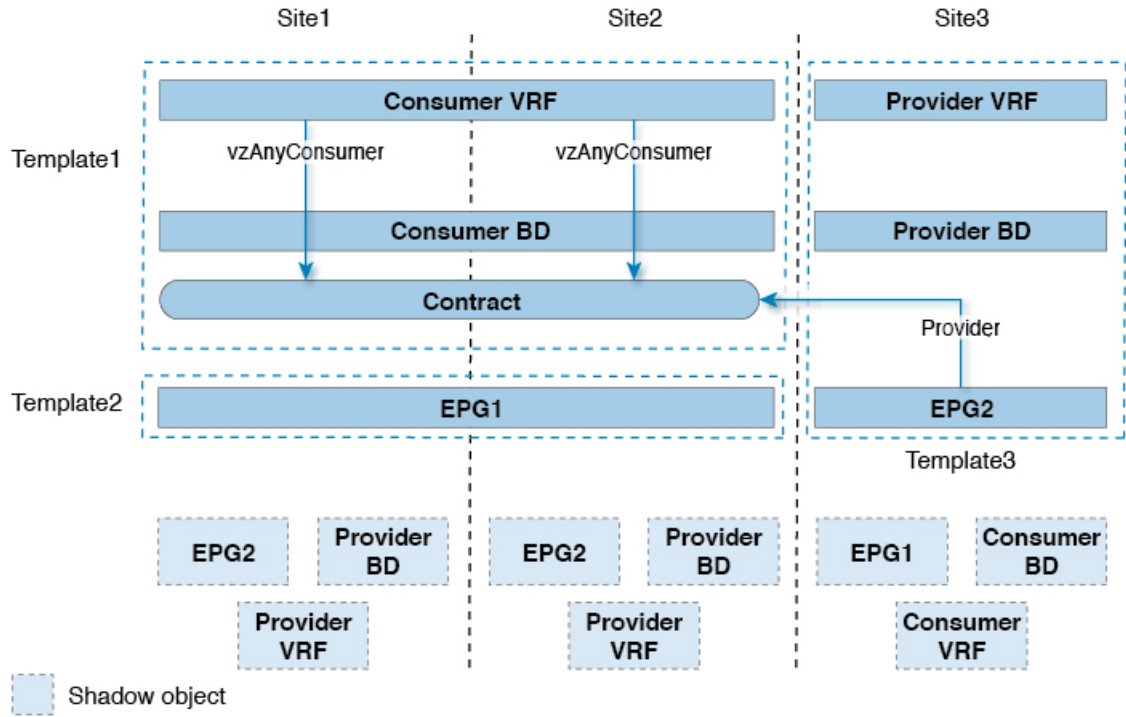 Site1
Site2
Site3
Consumer VRF
Provider VRF
Template1
vzAnyConsumer
vzAnyConsumer
Consumer BD
Provider BD
Contract
Provider
Template2
EPG1
EPG2
Template3
EPG2
Provider
BD
EPG2
Provider
BD
EPG1
Consumer
BD
Provider
VRF
Provider
VRF
Consumer
VRF
Shadow object